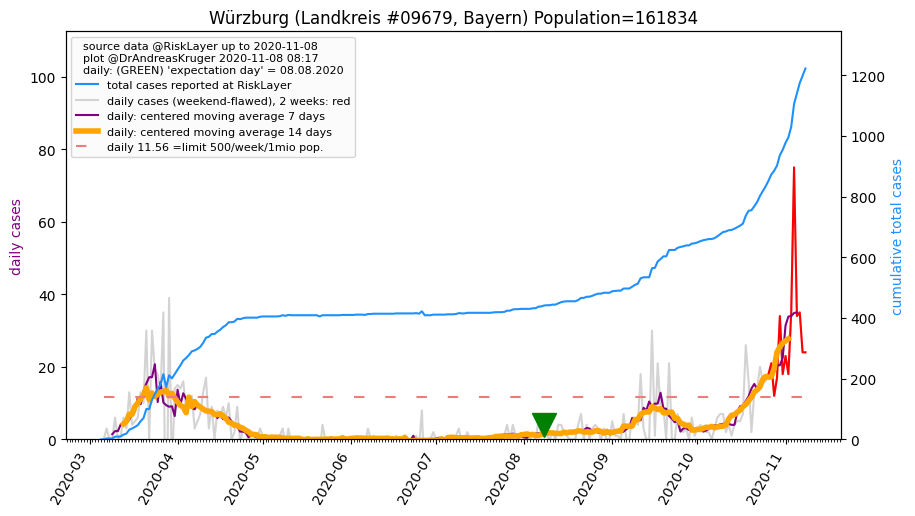 Würzburg (Landkreis #09679, Bayern) Population=161834
source data @RiskLayer up to 2020-11-08
plot @DrAndreasKruger 2020-11-08 08:17
daily: (GREEN) 'expectation day' = 08.08.2020
total cases reported at RiskLayer
daily cases (weekend-flawed), 2 weeks: red
daily: centered moving average 7 days
daily: centered moving average 14 days
daily 11.56 =limit 500/week/1mio pop.
daily cases
100
80
60
40
20
0
cumulative total cases
1200
1000
800
600
400
200
0
2020-03
2020-04
2020-05
2020-06
2020-07
2020-08
2020-09
2020-10
2020-11